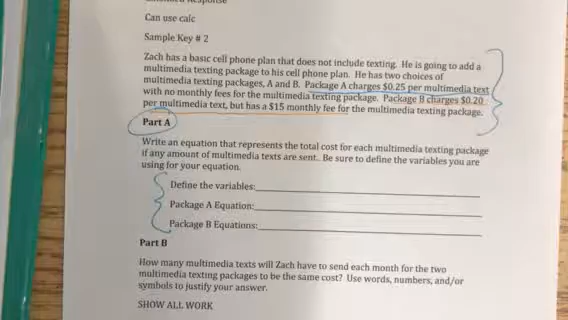 Response
Can use calc
Sample Key # 2
Zach has a basic cell phone plan that does not include texting. He is going to add a
multimedia texting package to his cell phone plan. He has two choices of
multimedia texting packages, A and B. Package A charges $0.25 per multimedia text
with no monthly fees for the multimedia texting package. Package B charges $0.20
per multimedia text, but has a $15 monthly fee for the multimedia texting package.
Part A
Write an equation that represents the total cost for each multimedia texting package
if any amount of multimedia texts are sent. Be sure to define the variables you are
using for your equation.
Define the variables:
Package A Equation:
Package B Equations:
Part B
How many multimedia texts will Zach have to send each month for the two
multimedia texting packages to be the same cost? Use words, numbers, and/or
symbols to justify your answer.
SHOW ALL WORK